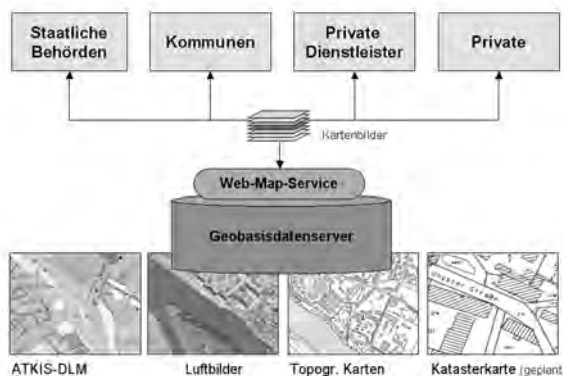 Staatliche
Behörden
Kommunen
Private
Dienstleister
Private
Kartenbilder
Web-Map-Service
Geobasisdatenserver
ATKIS-DLM
Luftbilder
Topogr. Karten
Katasterkarte (geplant